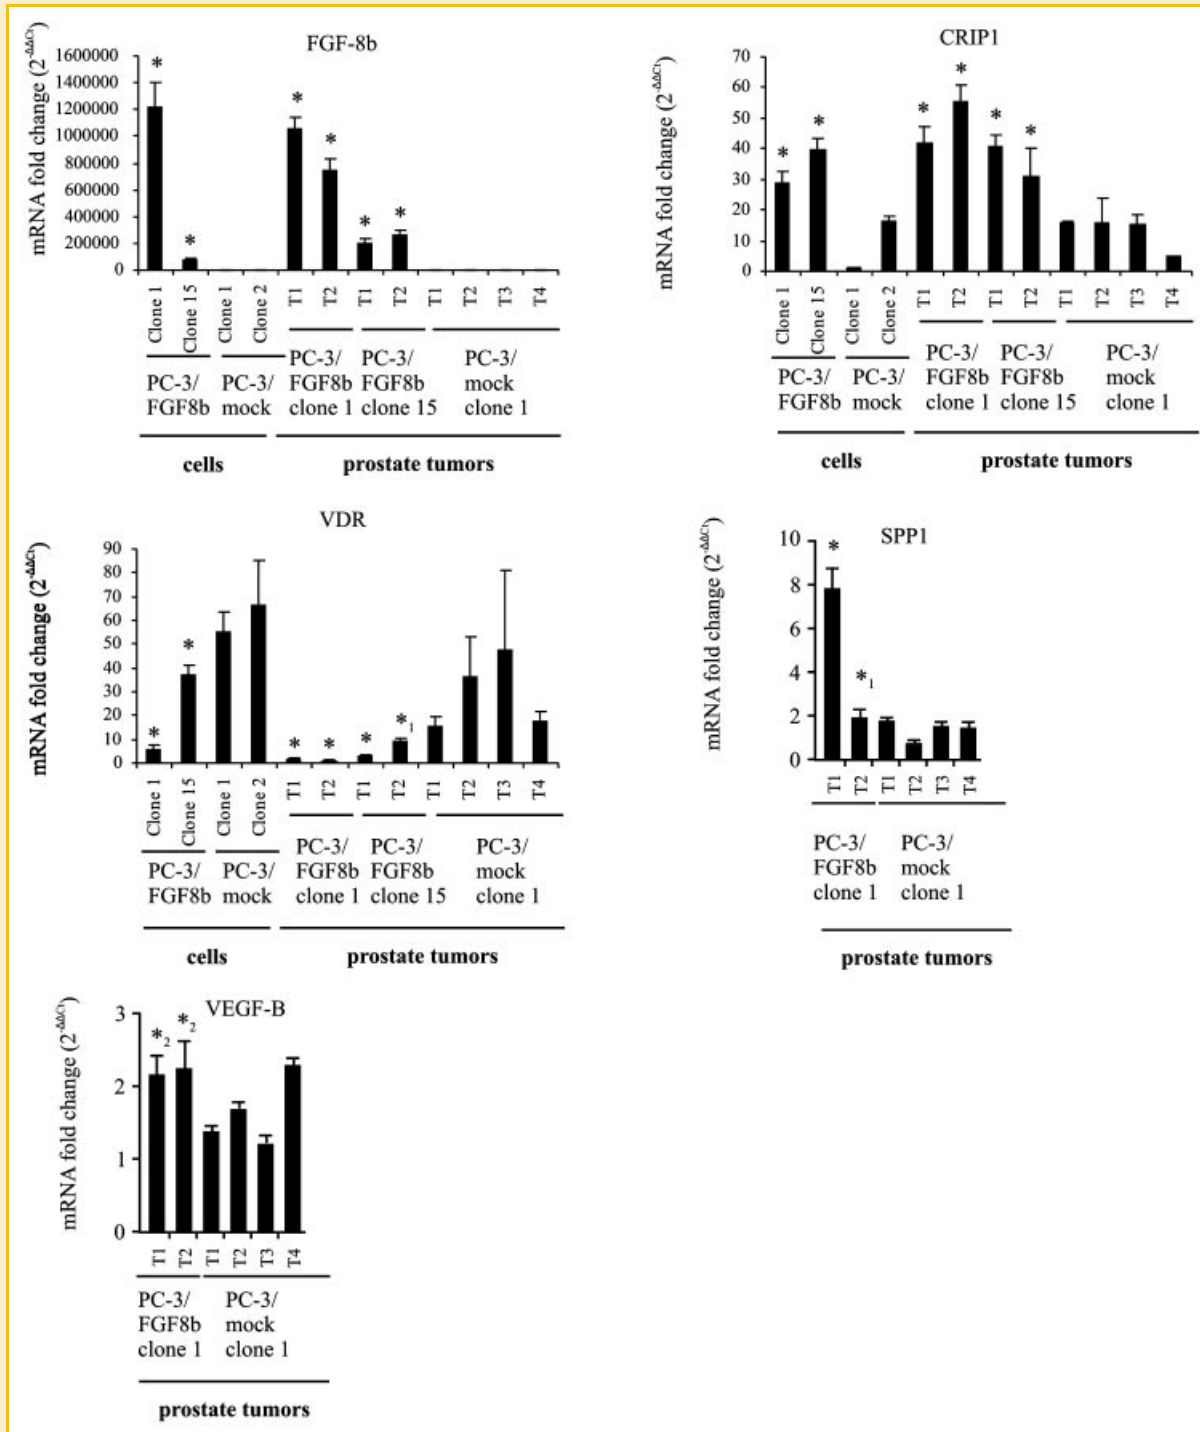 FGF-8b
mRNA fold change (2-ΔΔCt)
1600000
1400000
1200000
1000000
800000
600000
400000
200000
0
* * * * * *
Clone 1 Clone 15 Clone 1 Clone 2 T1 T2 T1 T2 T1 T2 T3 T4
PC-3/ PC-3/ PC-3/ PC-3/ PC-3/
FGF8b mock FGF8b FGF8b mock
clone 1 clone 15 clone 1
cells prostate tumors
CRIP1
mRNA fold change (2-ΔΔCt)
70
60
50
40
30
20
10
0
* * * * * *
Clone 1 Clone 15 Clone 1 Clone 2 T1 T2 T1 T2 T1 T2 T3 T4
PC-3/ PC-3/ PC-3/ PC-3/ PC-3/
FGF8b mock FGF8b FGF8b mock
clone 1 clone 15 clone 1
cells prostate tumors
VDR
mRNA fold change (2-ΔΔCt)
90
80
70
60
50
40
30
20
10
0
* * * * * *1
Clone 1 Clone 15 Clone 1 Clone 2 T1 T2 T1 T2 T1 T2 T3 T4
PC-3/ PC-3/ PC-3/ PC-3/ PC-3/
FGF8b mock FGF8b FGF8b mock
clone 1 clone 15 clone 1
cells prostate tumors
SPP1
mRNA fold change (2-ΔΔCt)
10
8
6
4
2
0
* *1
T1 T2 T1 T2 T3 T4
PC-3/ PC-3/
FGF8b mock
clone 1 clone 1
prostate tumors
VEGF-B
mRNA fold change (2-ΔΔCt)
3
2
1
0
*2 *2
T1 T2 T1 T2 T3 T4
PC-3/ PC-3/
FGF8b mock
clone 1 clone 1
prostate tumors